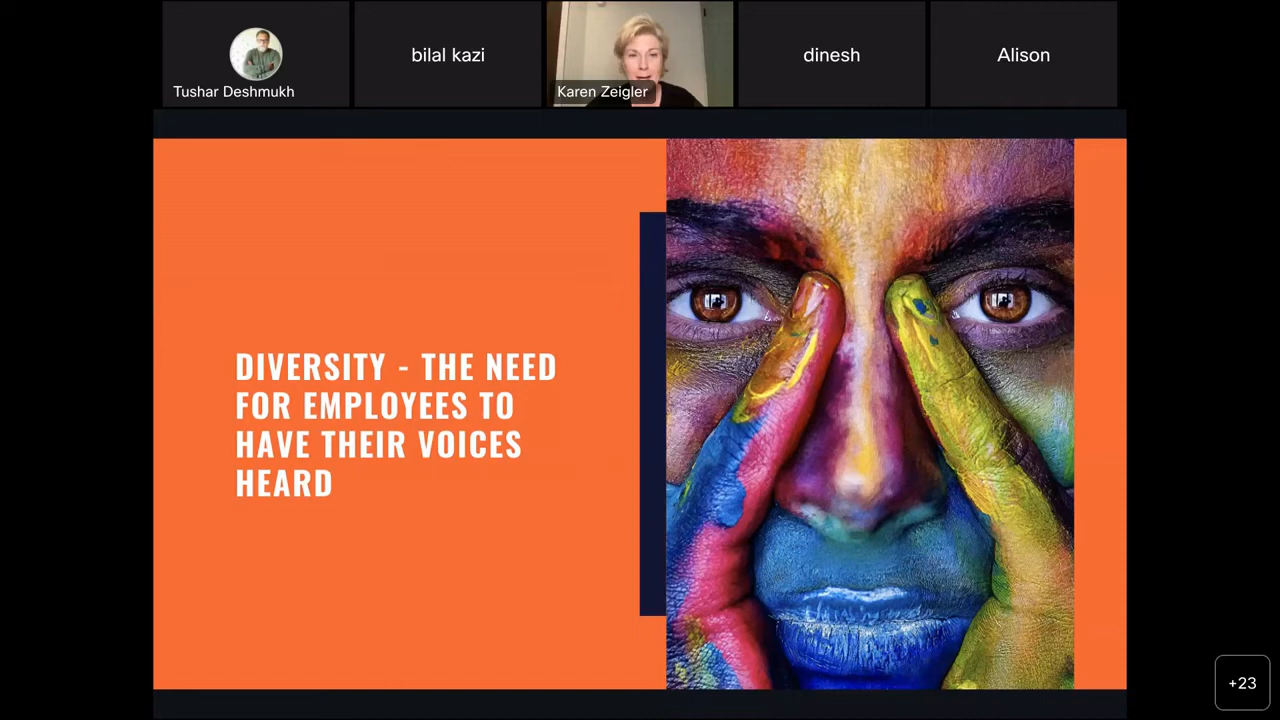 Tushar Deshmukh
bilal kazi
Karen Zeigler
dinesh
Alison
DIVERSITY - THE NEED
FOR EMPLOYEES TO
HAVE THEIR VOICES
HEARD
+23